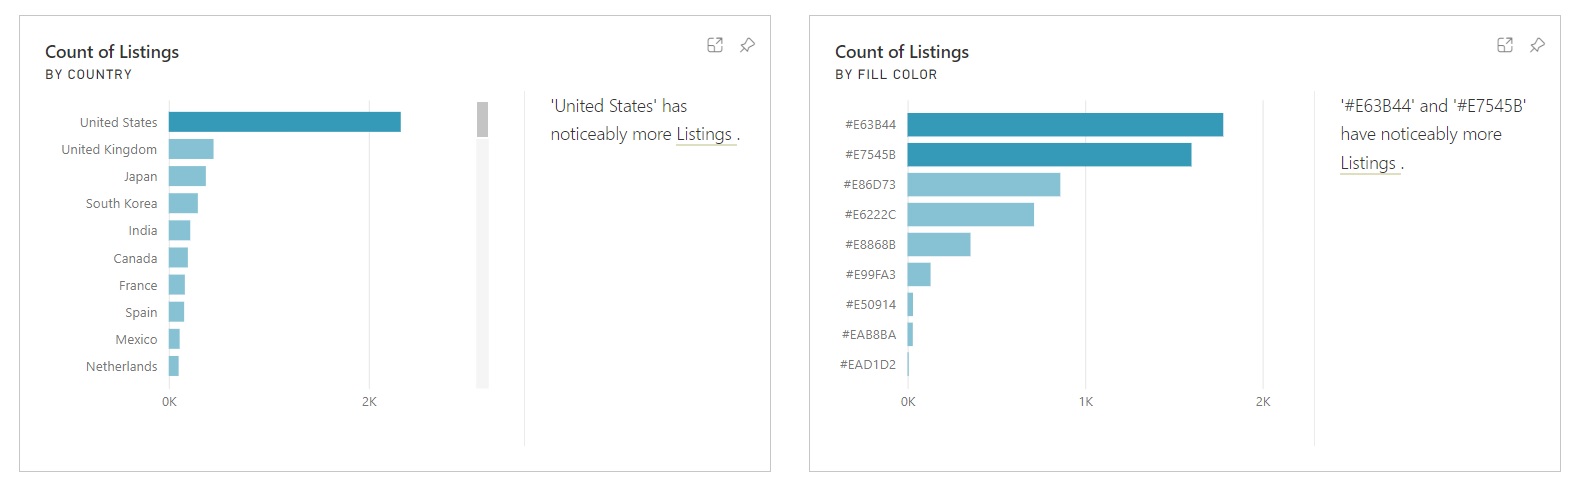 Count of Listings
BY COUNTRY
United States
United Kingdom
Japan
South Korea
India
Canada
France
Spain
Mexico
Netherlands
0K 2K
'United States' has
noticeably more Listings .
Count of Listings
BY FILL COLOR
#E63B44
#E7545B
#E86D73
#E6222C
#E8868B
#E99FA3
#E50914
#EAB8BA
#EAD1D2
0K 1K 2K
'#E63B44' and '#E7545B'
have noticeably more
Listings .